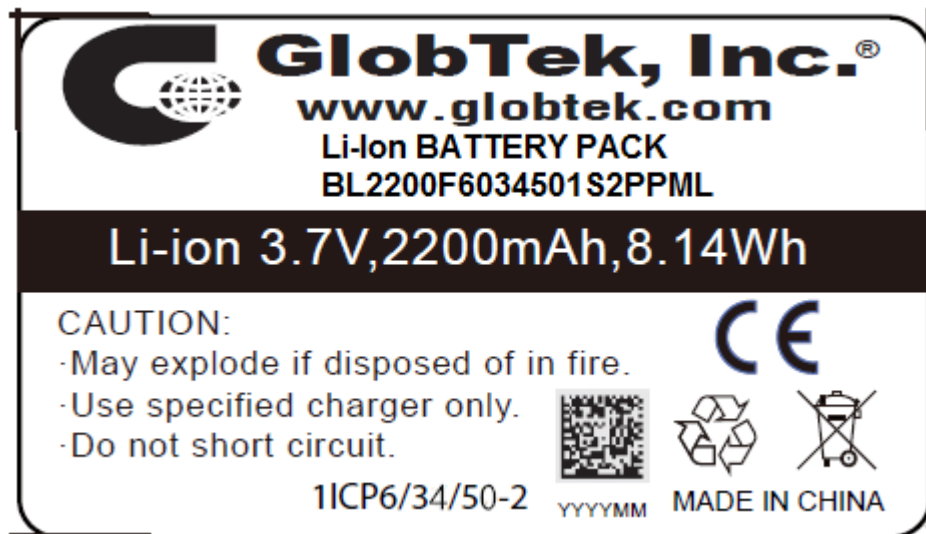 GlobTek, Inc.®
www.globtek.com
Li-Ion BATTERY PACK
BL2200F6034501S2PPML
Li-ion 3.7V,2200mAh,8.14Wh
CAUTION:
·May explode if disposed of in fire.
·Use specified charger only.
·Do not short circuit.
CE
1ICP6/34/50-2
YYYYMM
MADE IN CHINA